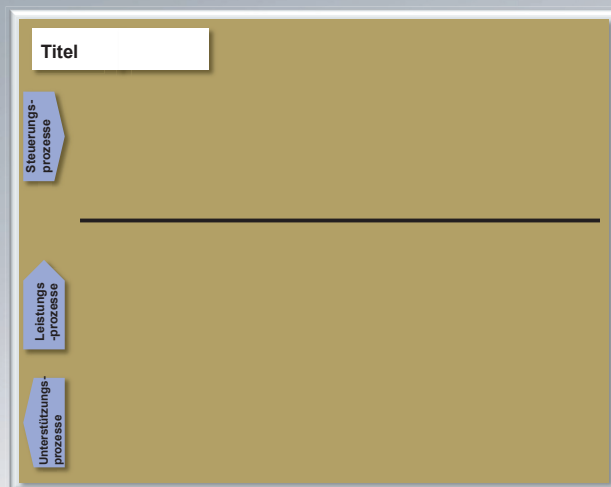 Titel
Steuerungs-
prozesse
Leistungs
-prozesse
Unterstützungs-
prozesse